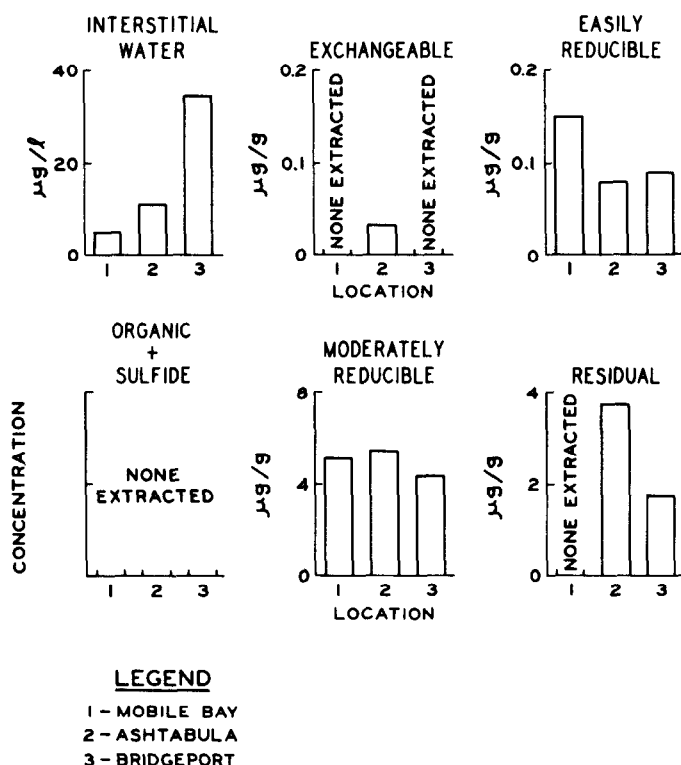 INTERSTITIAL
WATER
40
20
0
µg/ℓ
1 2 3
EXCHANGEABLE
0.2
0.1
0
µg/g
NONE EXTRACTED
NONE EXTRACTED
1 2 3
LOCATION
EASILY
REDUCIBLE
0.2
0.1
0
µg/g
1 2 3
CONCENTRATION
ORGANIC
+
SULFIDE
NONE
EXTRACTED
1 2 3
MODERATELY
REDUCIBLE
8
4
0
µg/g
1 2 3
LOCATION
RESIDUAL
4
2
0
µg/g
NONE EXTRACTED
1 2 3
LEGEND
1 - MOBILE BAY
2 - ASHTABULA
3 - BRIDGEPORT